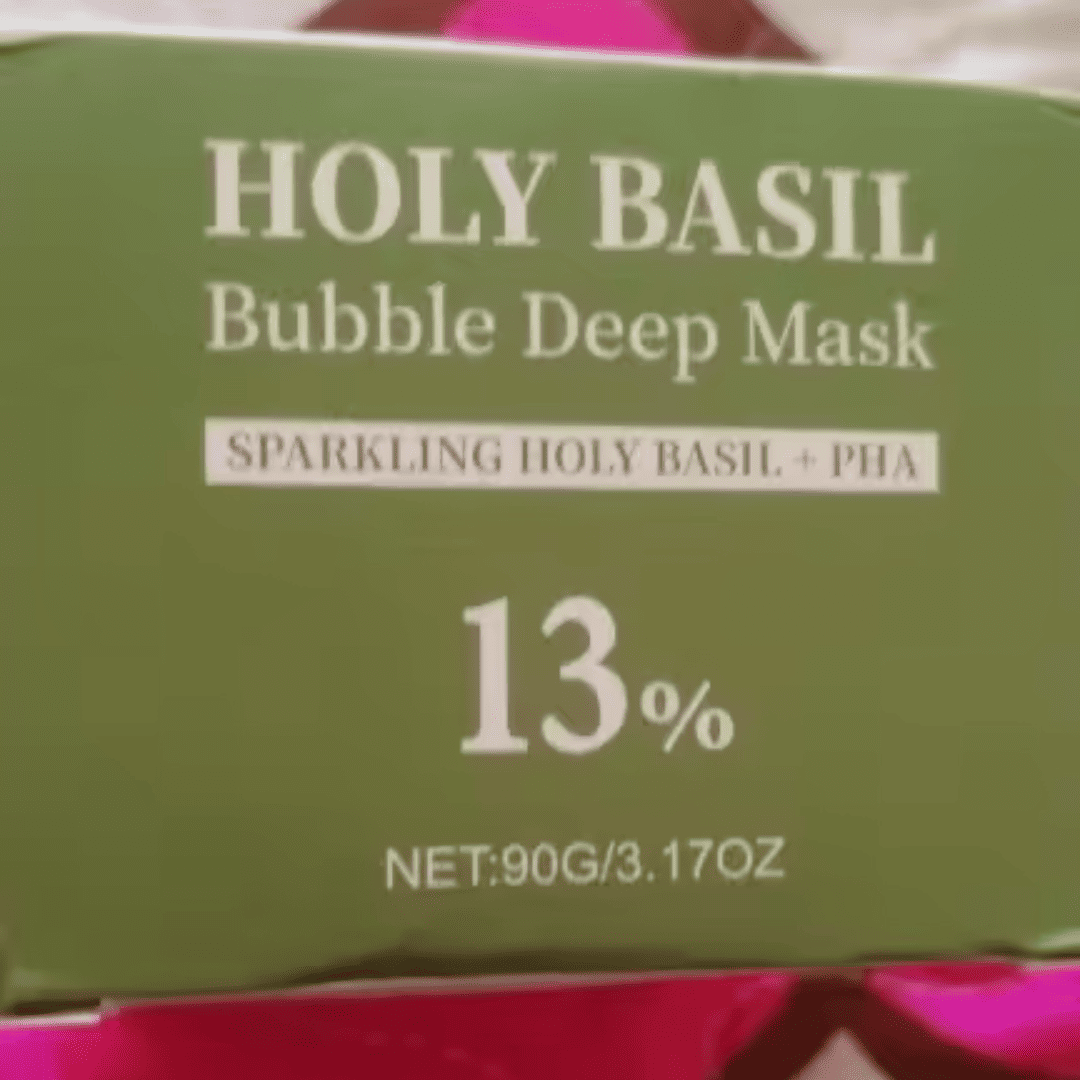 HOLY BASIL
Bubble Deep Mask
SPARKLING HOLY BASIL + PHA
13%
NET:90G/3.17OZ